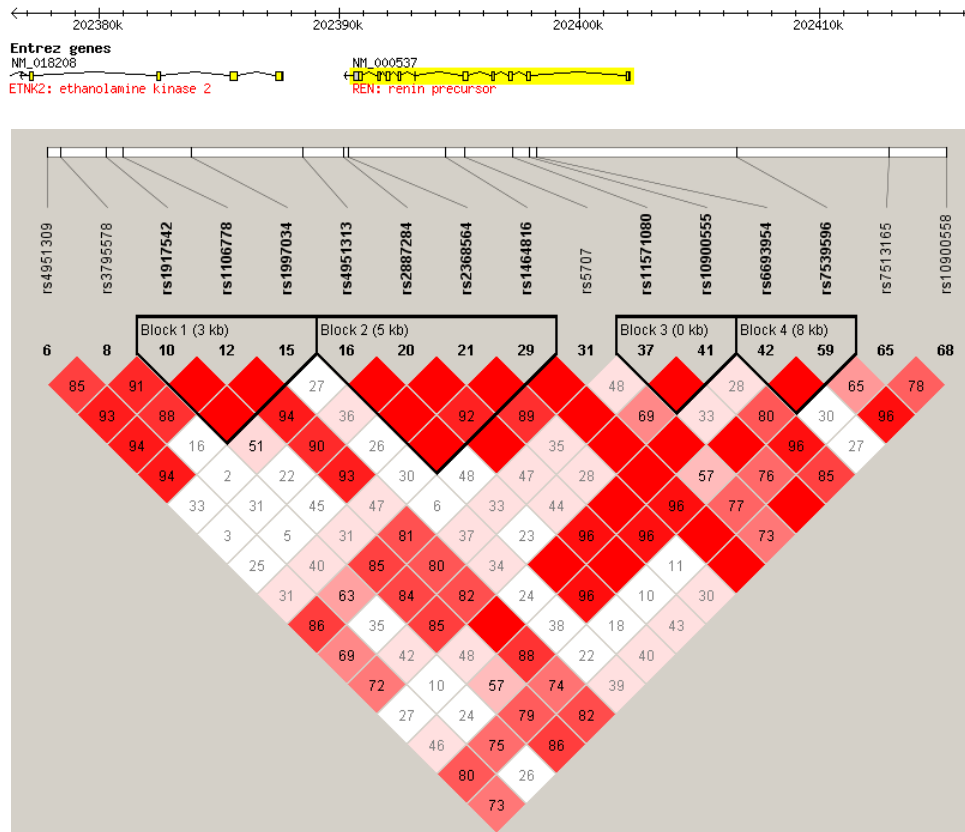 202380k 202390k 202400k 202410k
Entrez genes
NM_018208 NM_000537
ETNK2: ethanolamine kinase 2 REN: renin precursor
rs4951309
rs3795578
rs1917542
rs1106778
rs1997034
rs4951313
rs2887284
rs2368564
rs1464816
rs5707
rs11571080
rs10900555
rs6693954
rs7539596
rs7513165
rs10900558
Block 1 (3 kb) Block 2 (5 kb) Block 3 (0 kb) Block 4 (8 kb)
6 8 10 12 15 16 20 21 29 31 37 41 42 59 65 68
85 91 27 48 28 65 78
93 88 94 36 92 89 69 33 80 30 96
94 16 51 90 26 35 96 27
94 2 22 93 30 48 47 28 57 76 85
33 31 45 47 6 33 44 96 77
3 5 31 81 37 23 96 96 73
25 40 85 80 34 11
31 63 84 82 24 96 10 30
86 35 85 38 18 43
69 42 48 88 22 40
72 10 57 74 39
27 24 79 82
46 75 86
80 26
73